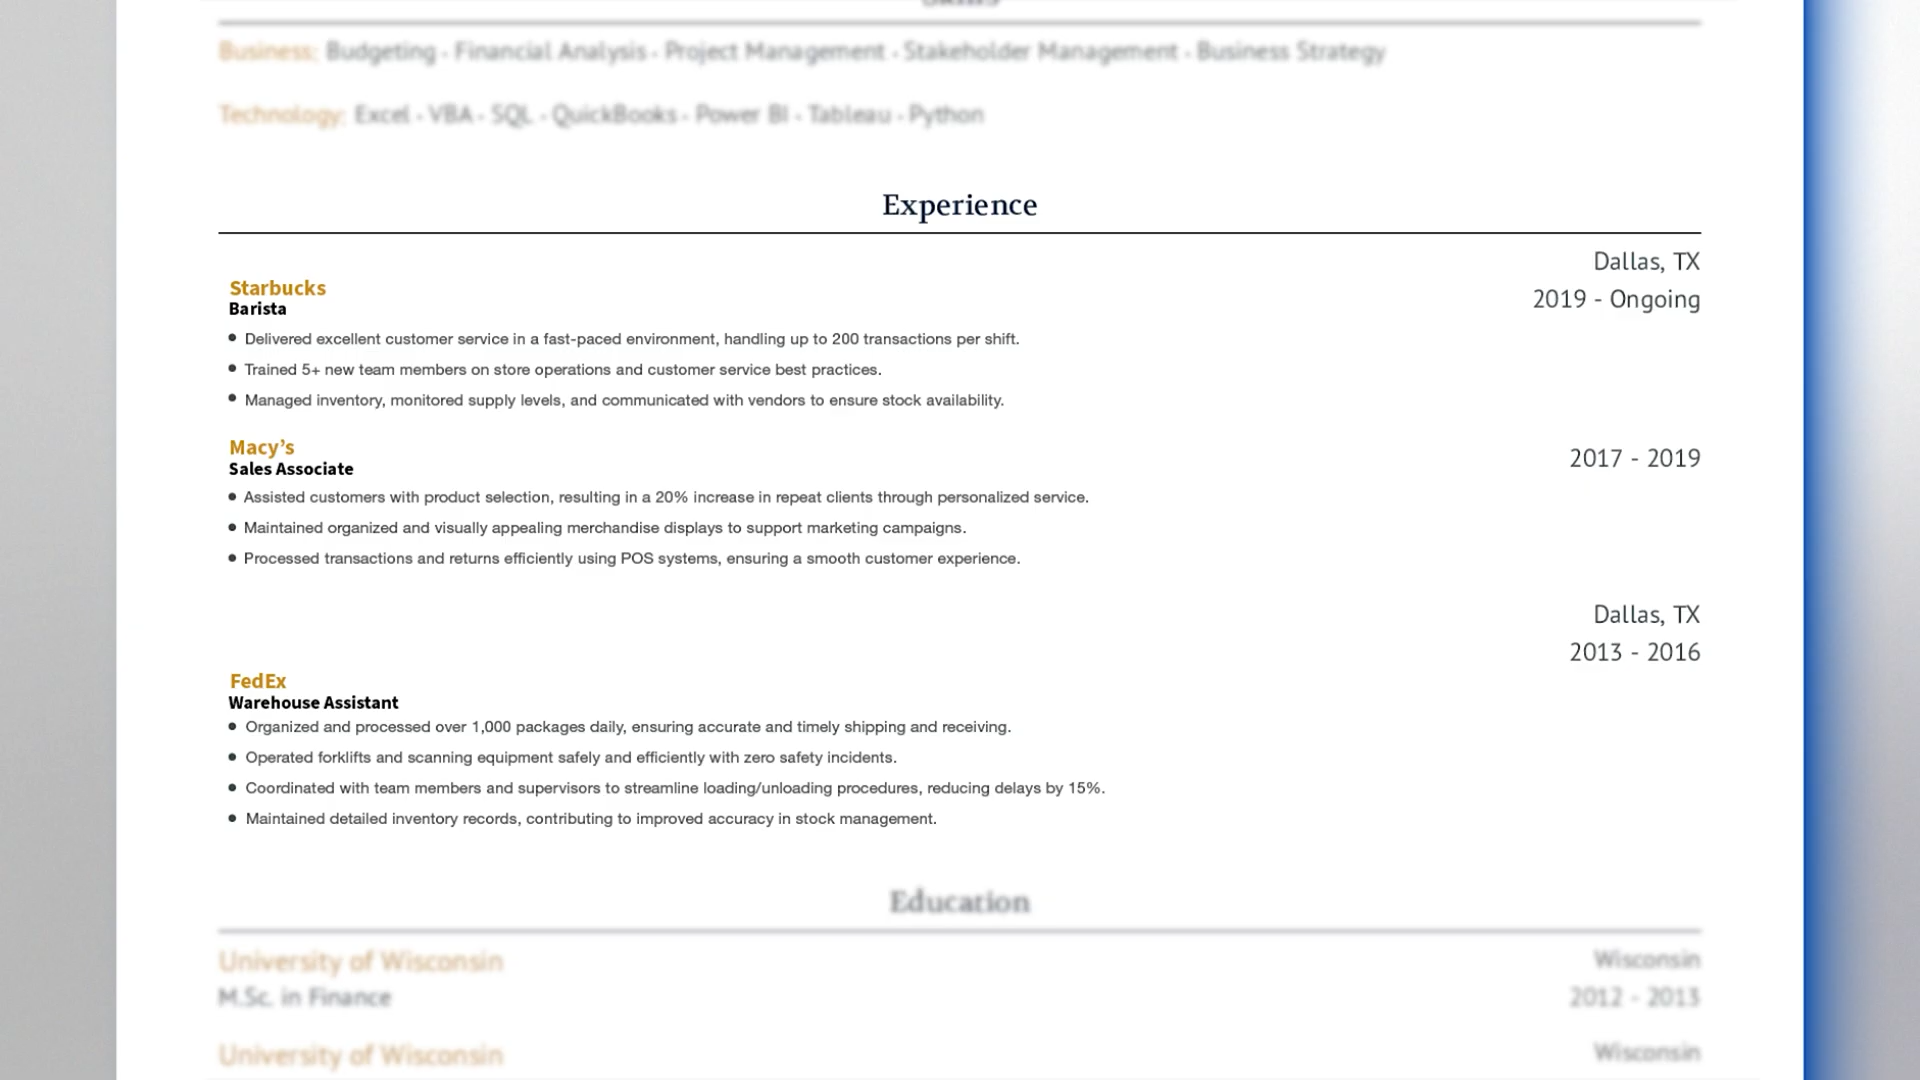 Skills
Business: Budgeting · Financial Analysis · Project Management · Stakeholder Management · Business Strategy
Technology: Excel · VBA · SQL · QuickBooks · Power BI · Tableau · Python
Experience
Dallas, TX
Starbucks
2019 - Ongoing
Barista
• Delivered excellent customer service in a fast-paced environment, handling up to 200 transactions per shift.
• Trained 5+ new team members on store operations and customer service best practices.
• Managed inventory, monitored supply levels, and communicated with vendors to ensure stock availability.
Macy’s
2017 - 2019
Sales Associate
• Assisted customers with product selection, resulting in a 20% increase in repeat clients through personalized service.
• Maintained organized and visually appealing merchandise displays to support marketing campaigns.
• Processed transactions and returns efficiently using POS systems, ensuring a smooth customer experience.
Dallas, TX
2013 - 2016
FedEx
Warehouse Assistant
• Organized and processed over 1,000 packages daily, ensuring accurate and timely shipping and receiving.
• Operated forklifts and scanning equipment safely and efficiently with zero safety incidents.
• Coordinated with team members and supervisors to streamline loading/unloading procedures, reducing delays by 15%.
• Maintained detailed inventory records, contributing to improved accuracy in stock management.
Education
University of Wisconsin Wisconsin
M.Sc. in Finance 2012 - 2013
University of Wisconsin Wisconsin